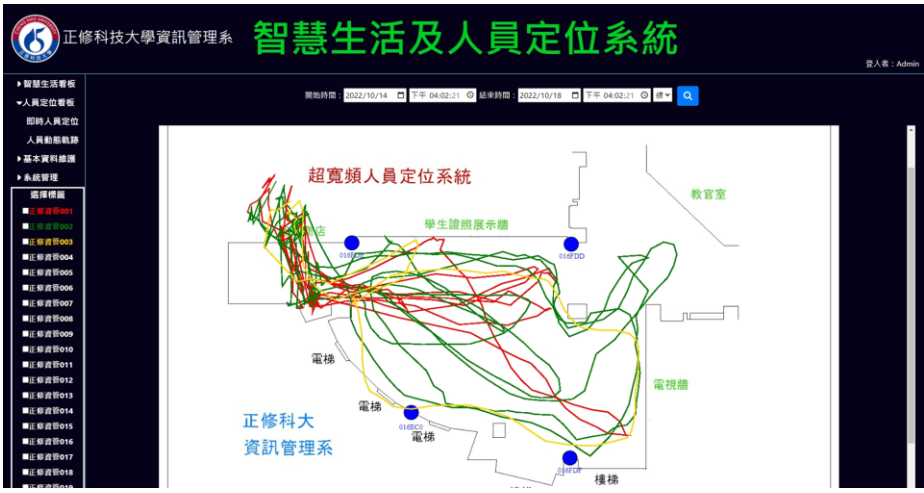 正修科技大學資訊管理系
智慧生活及人員定位系統
登入者：Admin
智慧生活看板
人員定位看板
即時人員定位
人員動態軌跡
基本資料維護
系統管理
選擇標籤
正修資管001
正修資管002
正修資管003
正修資管004
正修資管005
正修資管006
正修資管007
正修資管008
正修資管009
正修資管010
正修資管011
正修資管012
正修資管013
正修資管014
正修資管015
正修資管016
正修資管017
正修資管018
開始時間：2022/10/14 下午 04:02:21 結束時間：2022/10/18 下午 04:02:21
超寬頻人員定位系統
教官室
學生證照展示牆
店
016FDD
電梯
電視牆
電梯
016EC0
電梯
正修科大
資訊管理系
016FDF
樓梯